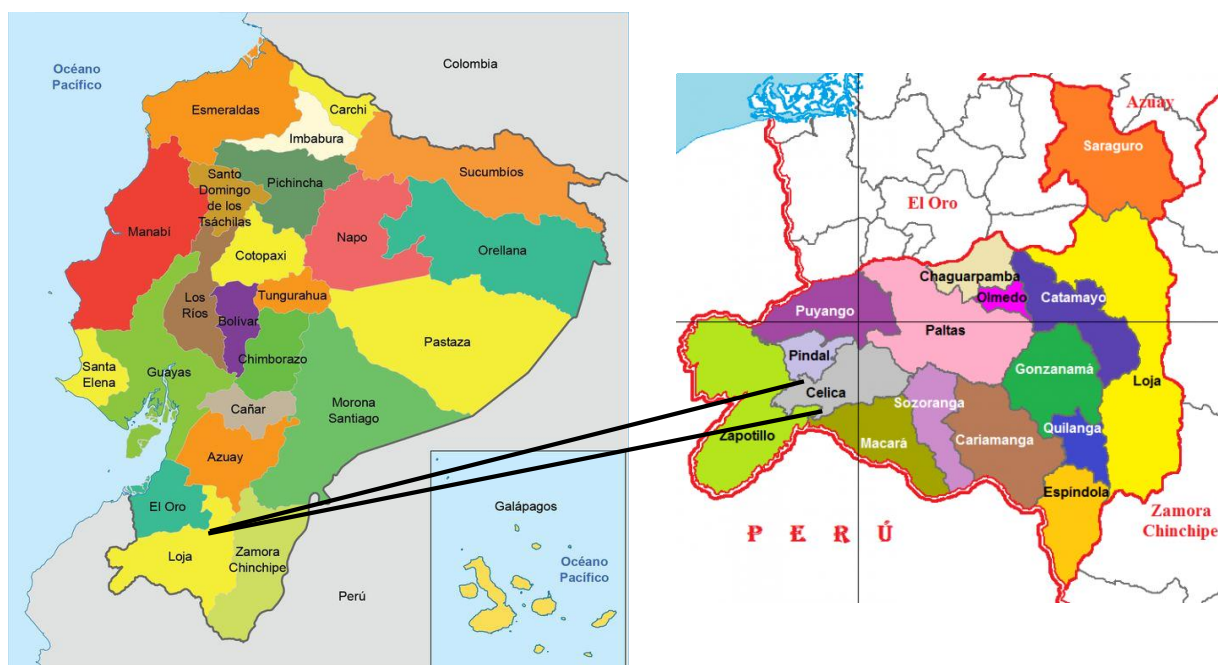 Océano
Pacífico
Colombia
Esmeraldas
Carchi
Imbabura
Santo
Domingo
de los
Tsáchilas
Pichincha
Sucumbíos
Manabí
Napo
Orellana
Cotopaxi
Los
Ríos
Tungurahua
Bolívar
Pastaza
Santa
Elena
Guayas
Chimborazo
Cañar
Morona
Santiago
Azuay
El Oro
Loja
Zamora
Chinchipe
Perú
Galápagos
Océano
Pacífico
Azuay
Saraguro
El Oro
Chaguarpamba
Olmedo
Catamayo
Puyango
Paltas
Pindal
Gonzanamá
Loja
Celica
Sozoranga
Zapotillo
Macará
Cariamanga
Quilanga
Espíndola
Zamora
Chinchipe
P E R Ú